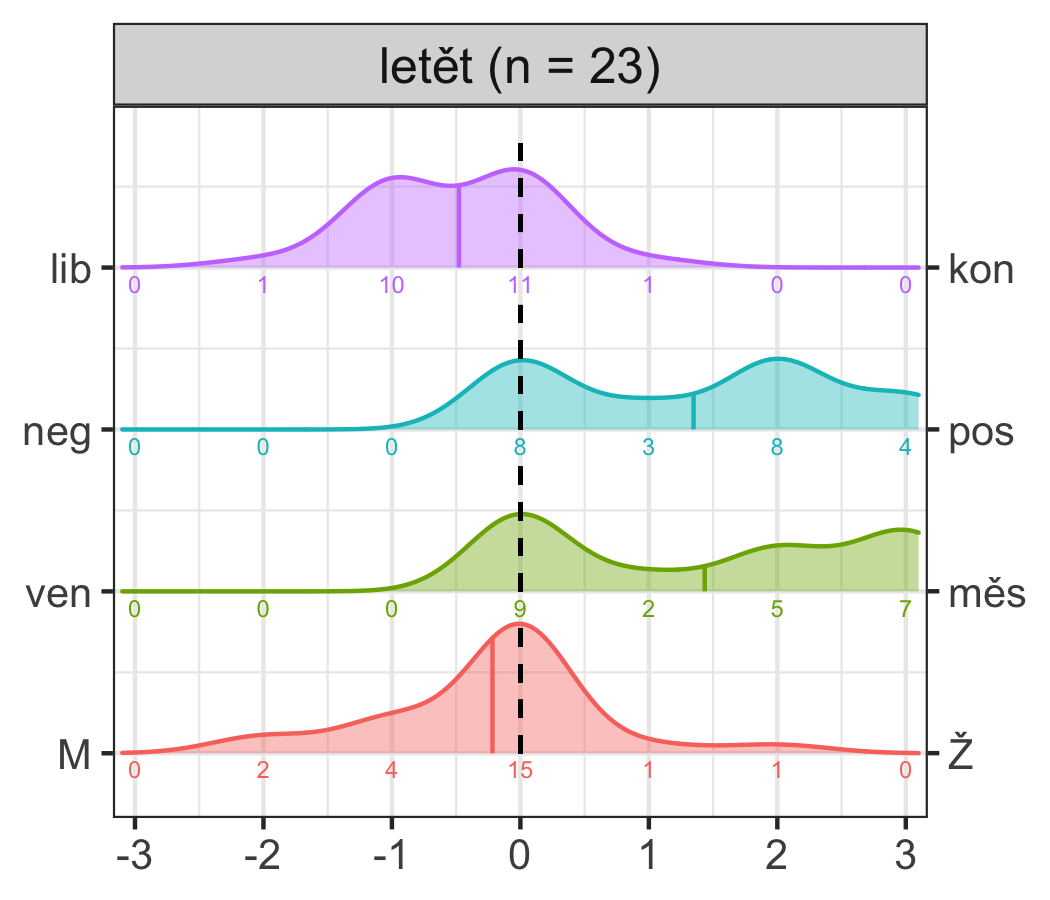 letět (n = 23)
lib kon
0 1 10 11 1 0 0
neg pos
0 0 0 8 3 8 4
ven měs
0 0 0 9 2 5 7
M Ž
0 2 4 15 1 1 0
-3 -2 -1 0 1 2 3